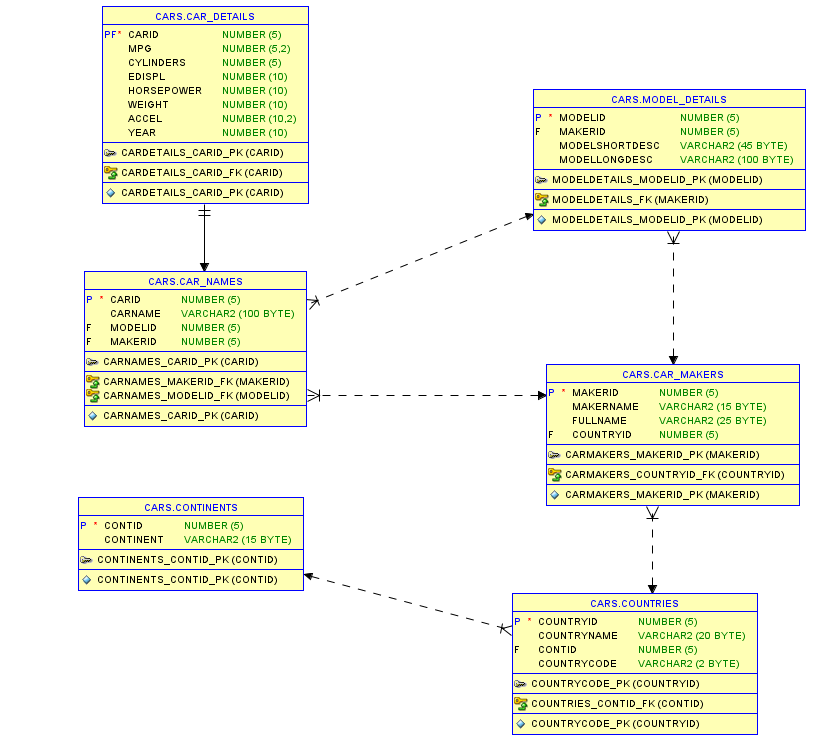 CARS.CAR_DETAILS
PF* CARID NUMBER (5)
MPG NUMBER (5,2)
CYLINDERS NUMBER (5)
EDISPL NUMBER (10)
HORSEPOWER NUMBER (10)
WEIGHT NUMBER (10)
ACCEL NUMBER (10,2)
YEAR NUMBER (10)
CARDETAILS_CARID_PK (CARID)
CARDETAILS_CARID_FK (CARID)
CARDETAILS_CARID_PK (CARID)
CARS.MODEL_DETAILS
P * MODELID NUMBER (5)
F MAKERID NUMBER (5)
MODELSHORTDESC VARCHAR2 (45 BYTE)
MODELLONGDESC VARCHAR2 (100 BYTE)
MODELDETAILS_MODELID_PK (MODELID)
MODELDETAILS_FK (MAKERID)
MODELDETAILS_MODELID_PK (MODELID)
CARS.CAR_NAMES
P * CARID NUMBER (5)
CARNAME VARCHAR2 (100 BYTE)
F MODELID NUMBER (5)
F MAKERID NUMBER (5)
CARNAMES_CARID_PK (CARID)
CARNAMES_MAKERID_FK (MAKERID)
CARNAMES_MODELID_FK (MODELID)
CARNAMES_CARID_PK (CARID)
CARS.CAR_MAKERS
P * MAKERID NUMBER (5)
MAKERNAME VARCHAR2 (15 BYTE)
FULLNAME VARCHAR2 (25 BYTE)
F COUNTRYID NUMBER (5)
CARMAKERS_MAKERID_PK (MAKERID)
CARMAKERS_COUNTRYID_FK (COUNTRYID)
CARMAKERS_MAKERID_PK (MAKERID)
CARS.CONTINENTS
P * CONTID NUMBER (5)
CONTINENT VARCHAR2 (15 BYTE)
CONTINENTS_CONTID_PK (CONTID)
CONTINENTS_CONTID_PK (CONTID)
CARS.COUNTRIES
P * COUNTRYID NUMBER (5)
COUNTRYNAME VARCHAR2 (20 BYTE)
F CONTID NUMBER (5)
COUNTRYCODE VARCHAR2 (2 BYTE)
COUNTRYCODE_PK (COUNTRYID)
COUNTRIES_CONTID_FK (CONTID)
COUNTRYCODE_PK (COUNTRYID)